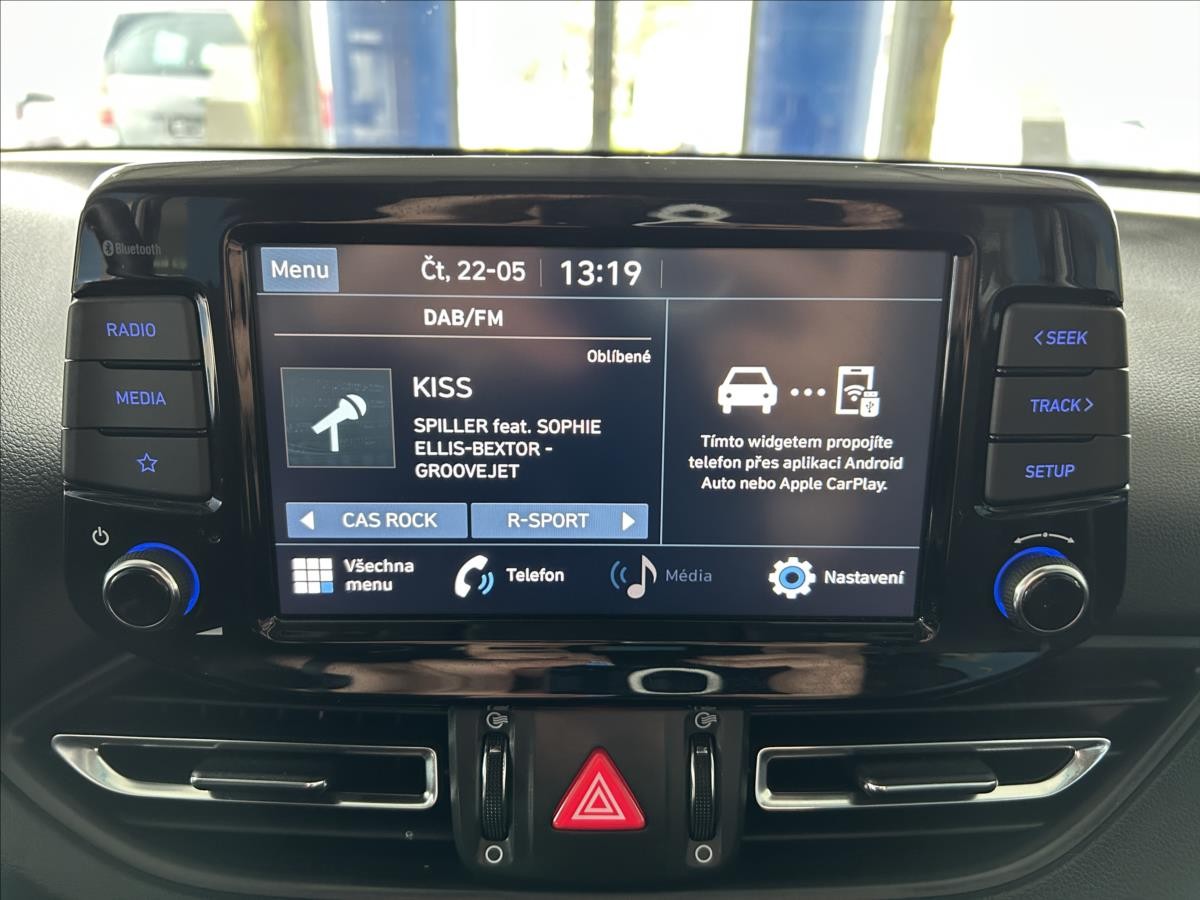 Bluetooth
RADIO
MEDIA
Menu
Čt, 22-05
13:19
DAB/FM
Oblíbené
KISS
SPILLER feat. SOPHIE
ELLIS-BEXTOR -
GROOVEJET
CAS ROCK
R-SPORT
Tímto widgetem propojíte
telefon přes aplikaci Android
Auto nebo Apple CarPlay.
Všechna
menu
Telefon
Média
Nastavení
< SEEK
TRACK >
SETUP